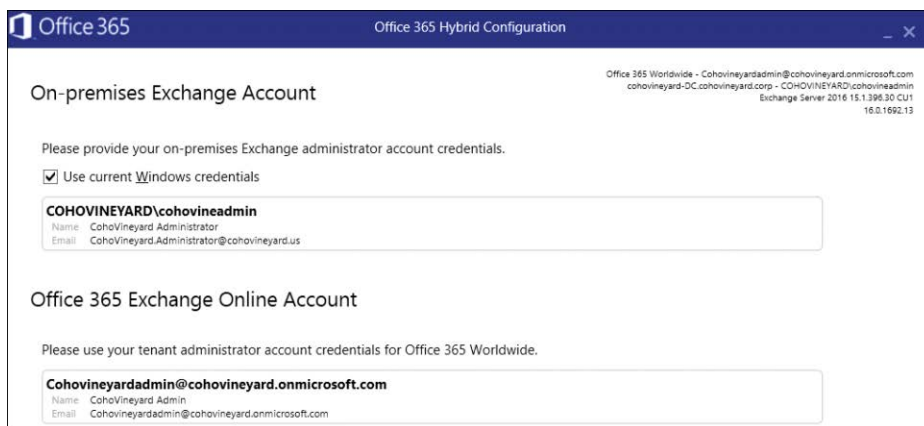 Office 365
Office 365 Hybrid Configuration
Office 365 Worldwide - Cohovineyardadmin@cohovineyard.onmicrosoft.com
cohovineyard-DC.cohovineyard.corp - COHOVINEYARD\cohovineadmin
Exchange Server 2016 15.1.396.30 CU1
16.0.1692.13
On-premises Exchange Account
Please provide your on-premises Exchange administrator account credentials.
Use current Windows credentials
COHOVINEYARD\cohovineadmin
Name CohoVineyard Administrator
Email CohoVineyard.Administrator@cohovineyard.us
Office 365 Exchange Online Account
Please use your tenant administrator account credentials for Office 365 Worldwide.
Cohovineyardadmin@cohovineyard.onmicrosoft.com
Name CohoVineyard Admin
Email Cohovineyardadmin@cohovineyard.onmicrosoft.com